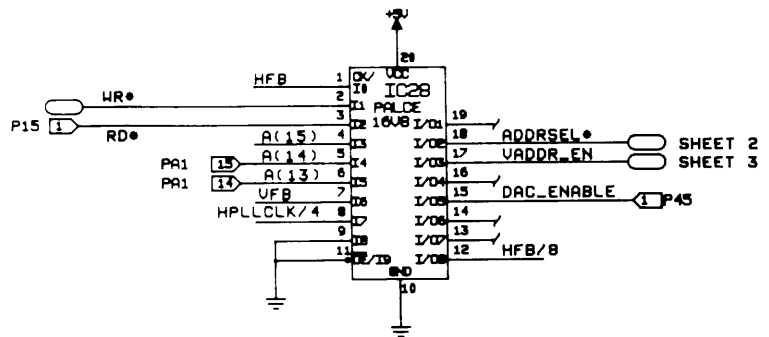 +5V
20
1 CK/ VCC
HFB I0 IC28
WR* 2 I1 PALCE
P15 1 RD* 3 I2 16V8 I/O1 19
A(15) 4 I3 I/O2 18 ADDRSEL* SHEET 2
PA1 15 A(14) 5 I4 I/O3 17 VADDR_EN SHEET 3
PA1 14 A(13) 6 I5 I/O4 16
VFB 7 I6 I/O5 15 DAC_ENABLE 1 P45
HPLLCLK/4 8 I7 I/O6 14
9 I8 I/O7 13
11 OE/I9 I/O8 12 HFB/8
GND
10